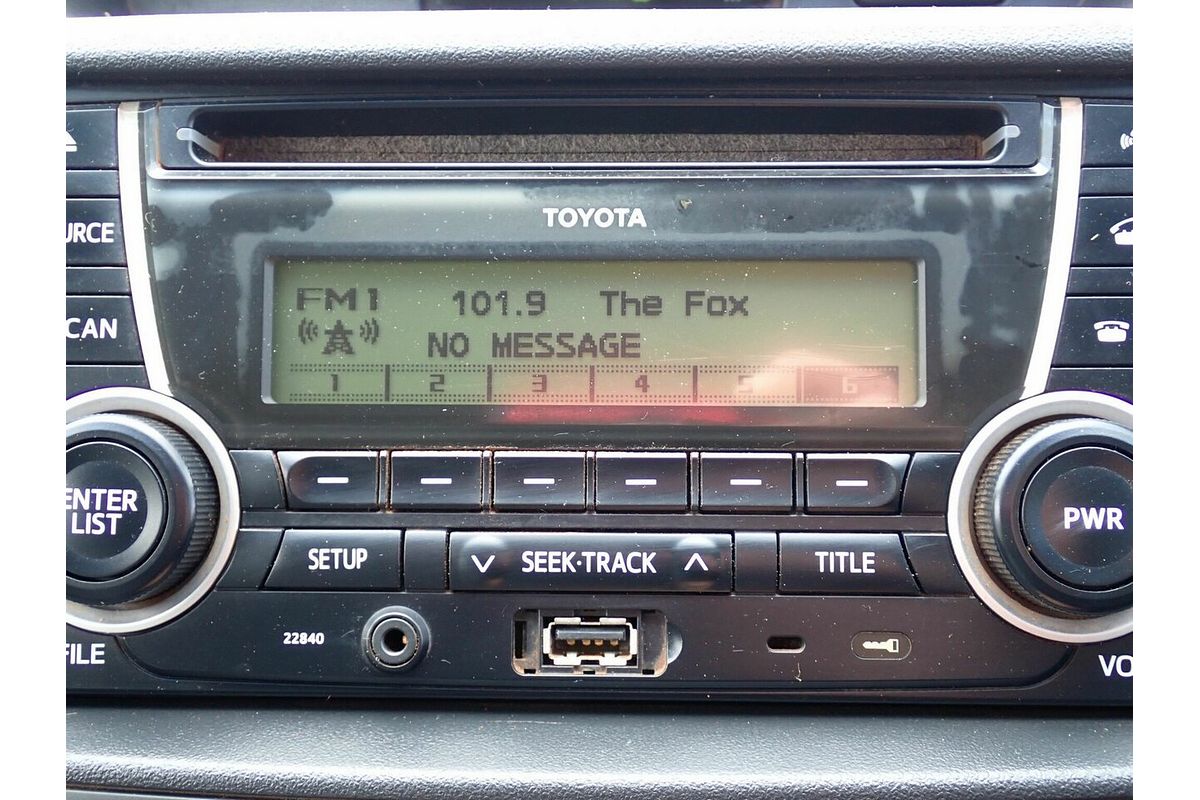 TOYOTA
FM1 101.9 The Fox
NO MESSAGE
1 2 3 4 5 6
URCE
CAN
ENTER
LIST
PWR
SETUP
SEEK·TRACK
TITLE
22840
FILE
VO